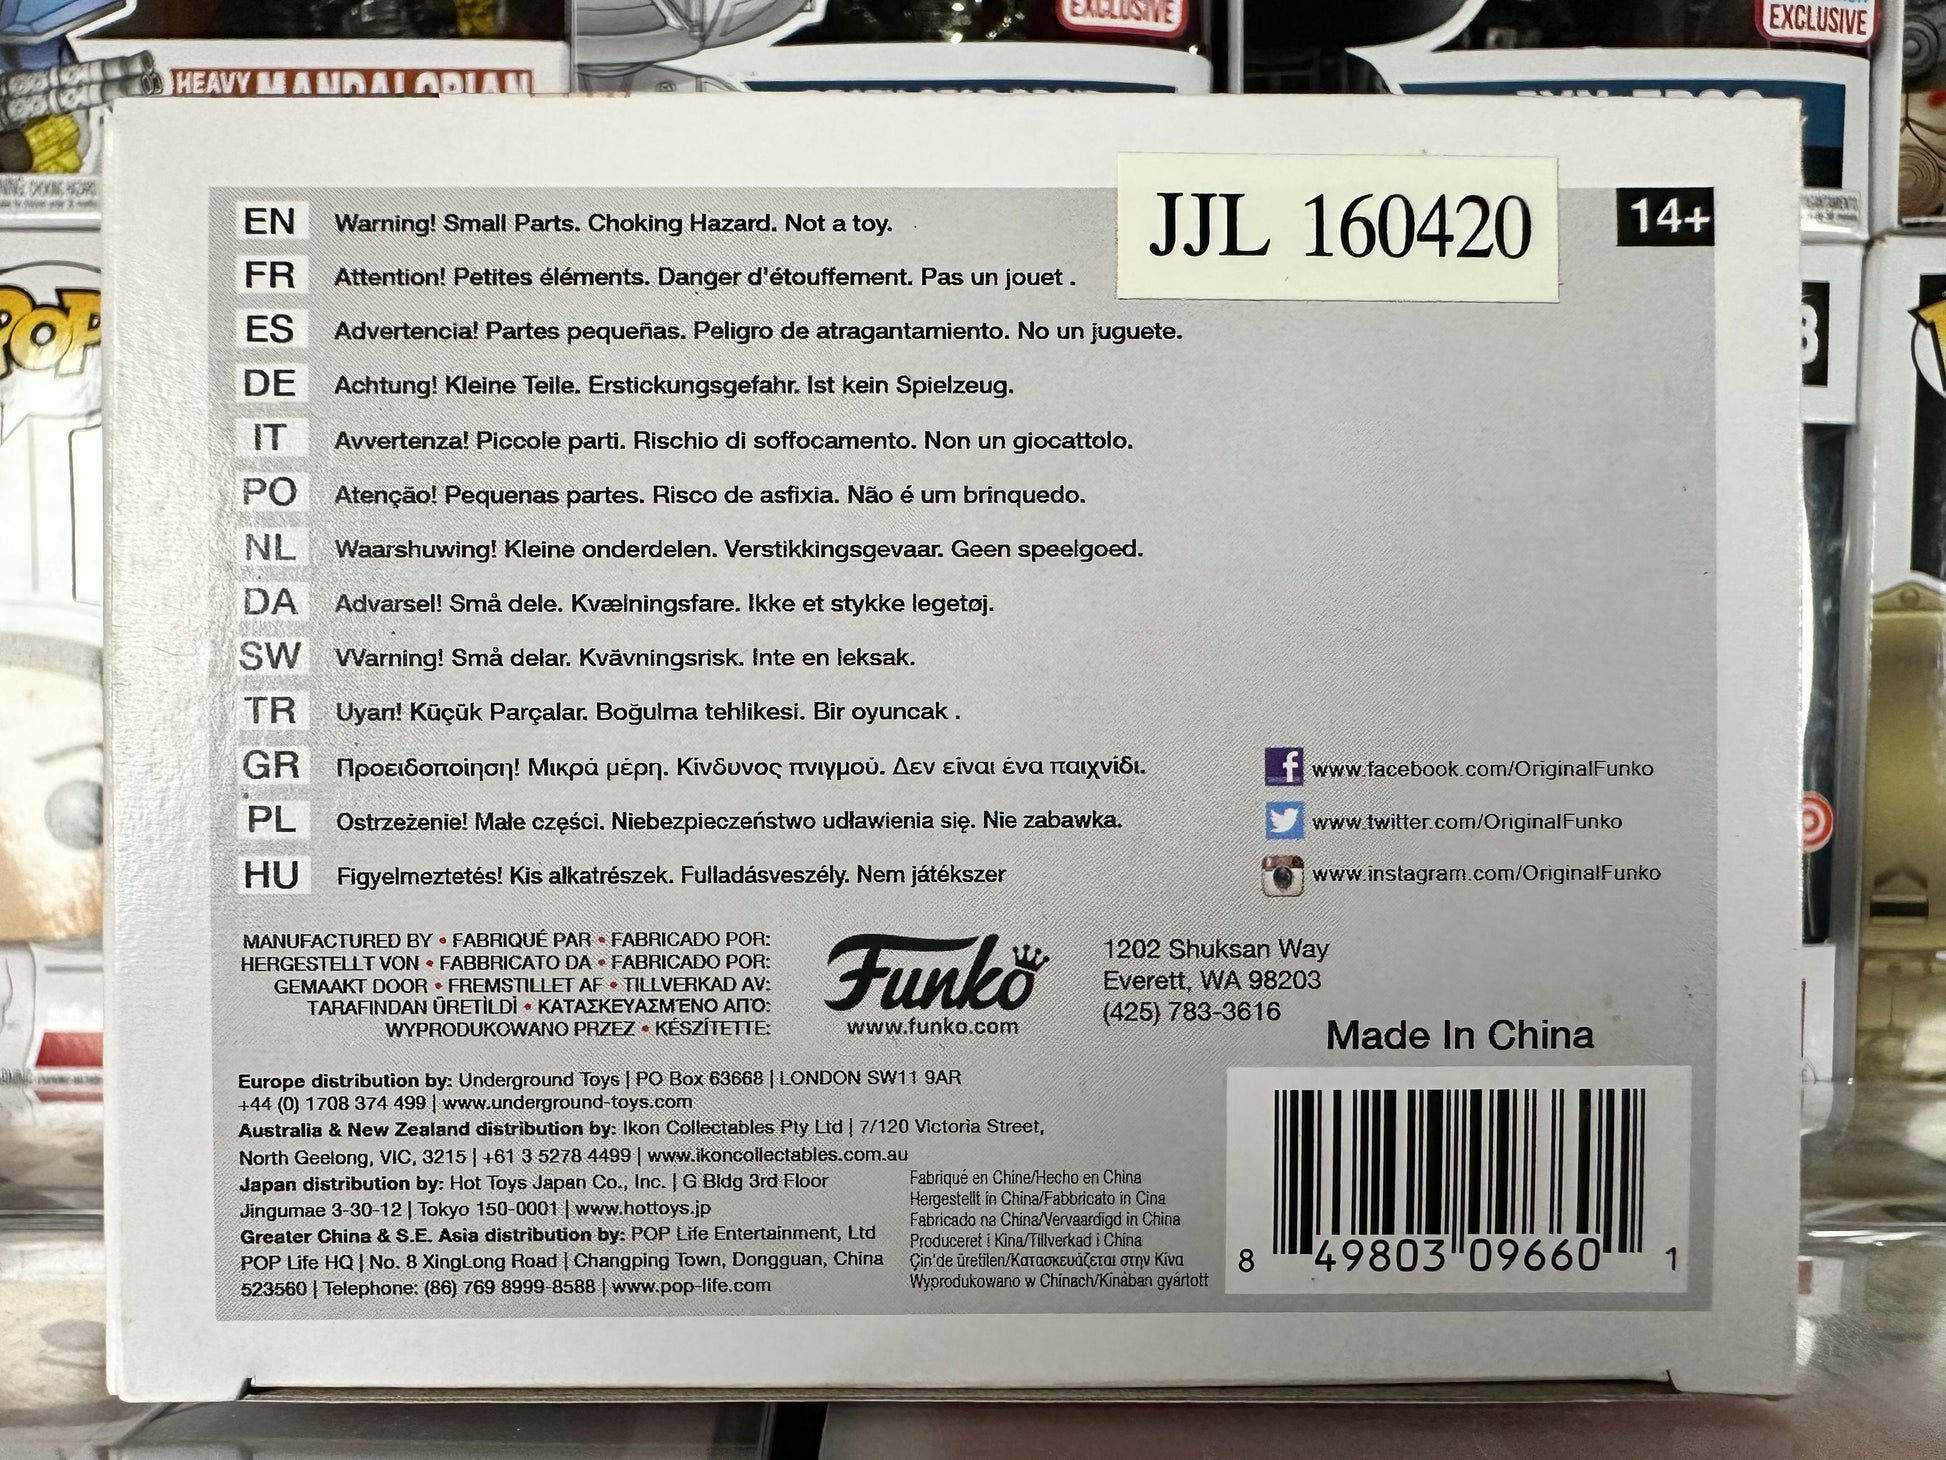 EXCLUSIVE
EXCLUSIVE
HEAVY MANDALORIAN
POP
JJL 160420
14+
EN Warning! Small Parts. Choking Hazard. Not a toy.
FR Attention! Petites éléments. Danger d'étouffement. Pas un jouet .
ES Advertencia! Partes pequeñas. Peligro de atragantamiento. No un juguete.
DE Achtung! Kleine Teile. Erstickungsgefahr. Ist kein Spielzeug.
IT Avvertenza! Piccole parti. Rischio di soffocamento. Non un giocattolo.
PO Atenção! Pequenas partes. Risco de asfixia. Não é um brinquedo.
NL Waarshuwing! Kleine onderdelen. Verstikkingsgevaar. Geen speelgoed.
DA Advarsel! Små dele. Kvælningsfare. Ikke et stykke legetøj.
SW Warning! Små delar. Kvävningsrisk. Inte en leksak.
TR Uyarı! Küçük Parçalar. Boğulma tehlikesi. Bir oyuncak .
GR Προειδοποίηση! Μικρά μέρη. Κίνδυνος πνιγμού. Δεν είναι ένα παιχνίδι.
PL Ostrzeżenie! Małe części. Niebezpieczeństwo udławienia się. Nie zabawka.
HU Figyelmeztetés! Kis alkatrészek. Fulladásveszély. Nem játékszer
www.facebook.com/OriginalFunko
www.twitter.com/OriginalFunko
www.instagram.com/OriginalFunko
MANUFACTURED BY • FABRIQUÉ PAR • FABRICADO POR:
HERGESTELLT VON • FABBRICATO DA • FABRICADO POR:
GEMAAKT DOOR • FREMSTILLET AF • TILLVERKAD AV:
TARAFINDAN ÜRETİLDİ • ΚΑΤΑΣΚΕΥΑΣΜΈΝΟ ΑΠΌ:
WYPRODUKOWANO PRZEZ • KÉSZÍTETTE:
Funko
www.funko.com
1202 Shuksan Way
Everett, WA 98203
(425) 783-3616
Made In China
Europe distribution by: Underground Toys | PO Box 63668 | LONDON SW11 9AR
+44 (0) 1708 374 499 | www.underground-toys.com
Australia & New Zealand distribution by: Ikon Collectables Pty Ltd | 7/120 Victoria Street,
North Geelong, VIC, 3215 | +61 3 5278 4499 | www.ikoncollectables.com.au
Japan distribution by: Hot Toys Japan Co., Inc. | G Bldg 3rd Floor
Jingumae 3-30-12 | Tokyo 150-0001 | www.hottoys.jp
Greater China & S.E. Asia distribution by: POP Life Entertainment, Ltd
POP Life HQ | No. 8 XingLong Road | Changping Town, Dongguan, China
523560 | Telephone: (86) 769 8999-8588 | www.pop-life.com
Fabriqué en Chine/Hecho en China
Hergestellt in China/Fabbricato in Cina
Fabricado na China/Vervaardigd in China
Produceret i Kina/Tillverkad i China
Çin'de üretilen/Κατασκευάζεται στην Κίνα
Wyprodukowano w Chinach/Kínában gyártott
8 49803 09660 1